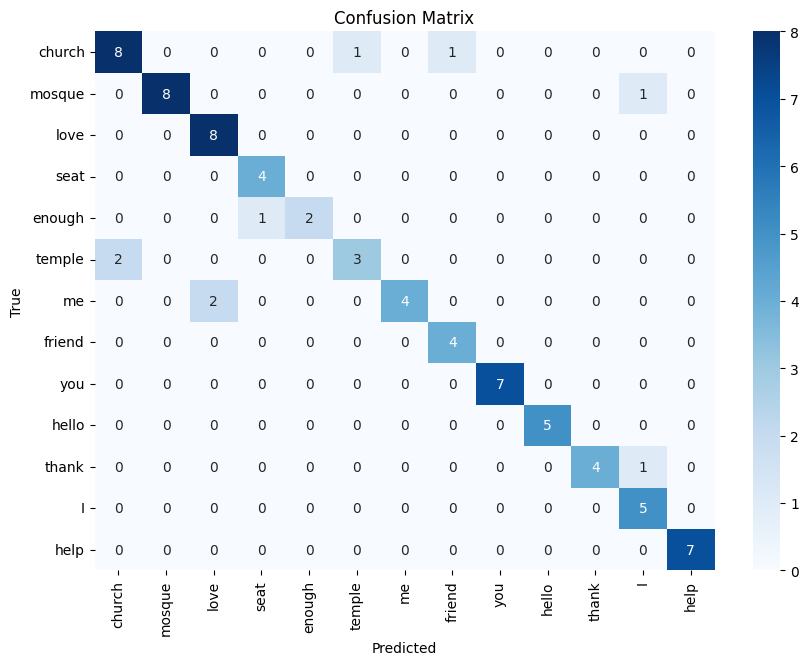 Confusion Matrix
church 8 0 0 0 0 1 0 1 0 0 0 0 0
mosque 0 8 0 0 0 0 0 0 0 0 0 1 0
love 0 0 8 0 0 0 0 0 0 0 0 0 0
seat 0 0 0 4 0 0 0 0 0 0 0 0 0
enough 0 0 0 1 2 0 0 0 0 0 0 0 0
temple 2 0 0 0 0 3 0 0 0 0 0 0 0
me 0 0 2 0 0 0 4 0 0 0 0 0 0
friend 0 0 0 0 0 0 0 4 0 0 0 0 0
you 0 0 0 0 0 0 0 0 7 0 0 0 0
hello 0 0 0 0 0 0 0 0 0 5 0 0 0
thank 0 0 0 0 0 0 0 0 0 0 4 1 0
I 0 0 0 0 0 0 0 0 0 0 0 5 0
help 0 0 0 0 0 0 0 0 0 0 0 0 7
church mosque love seat enough temple me friend you hello thank I help
Predicted
True
8
7
6
5
4
3
2
1
0